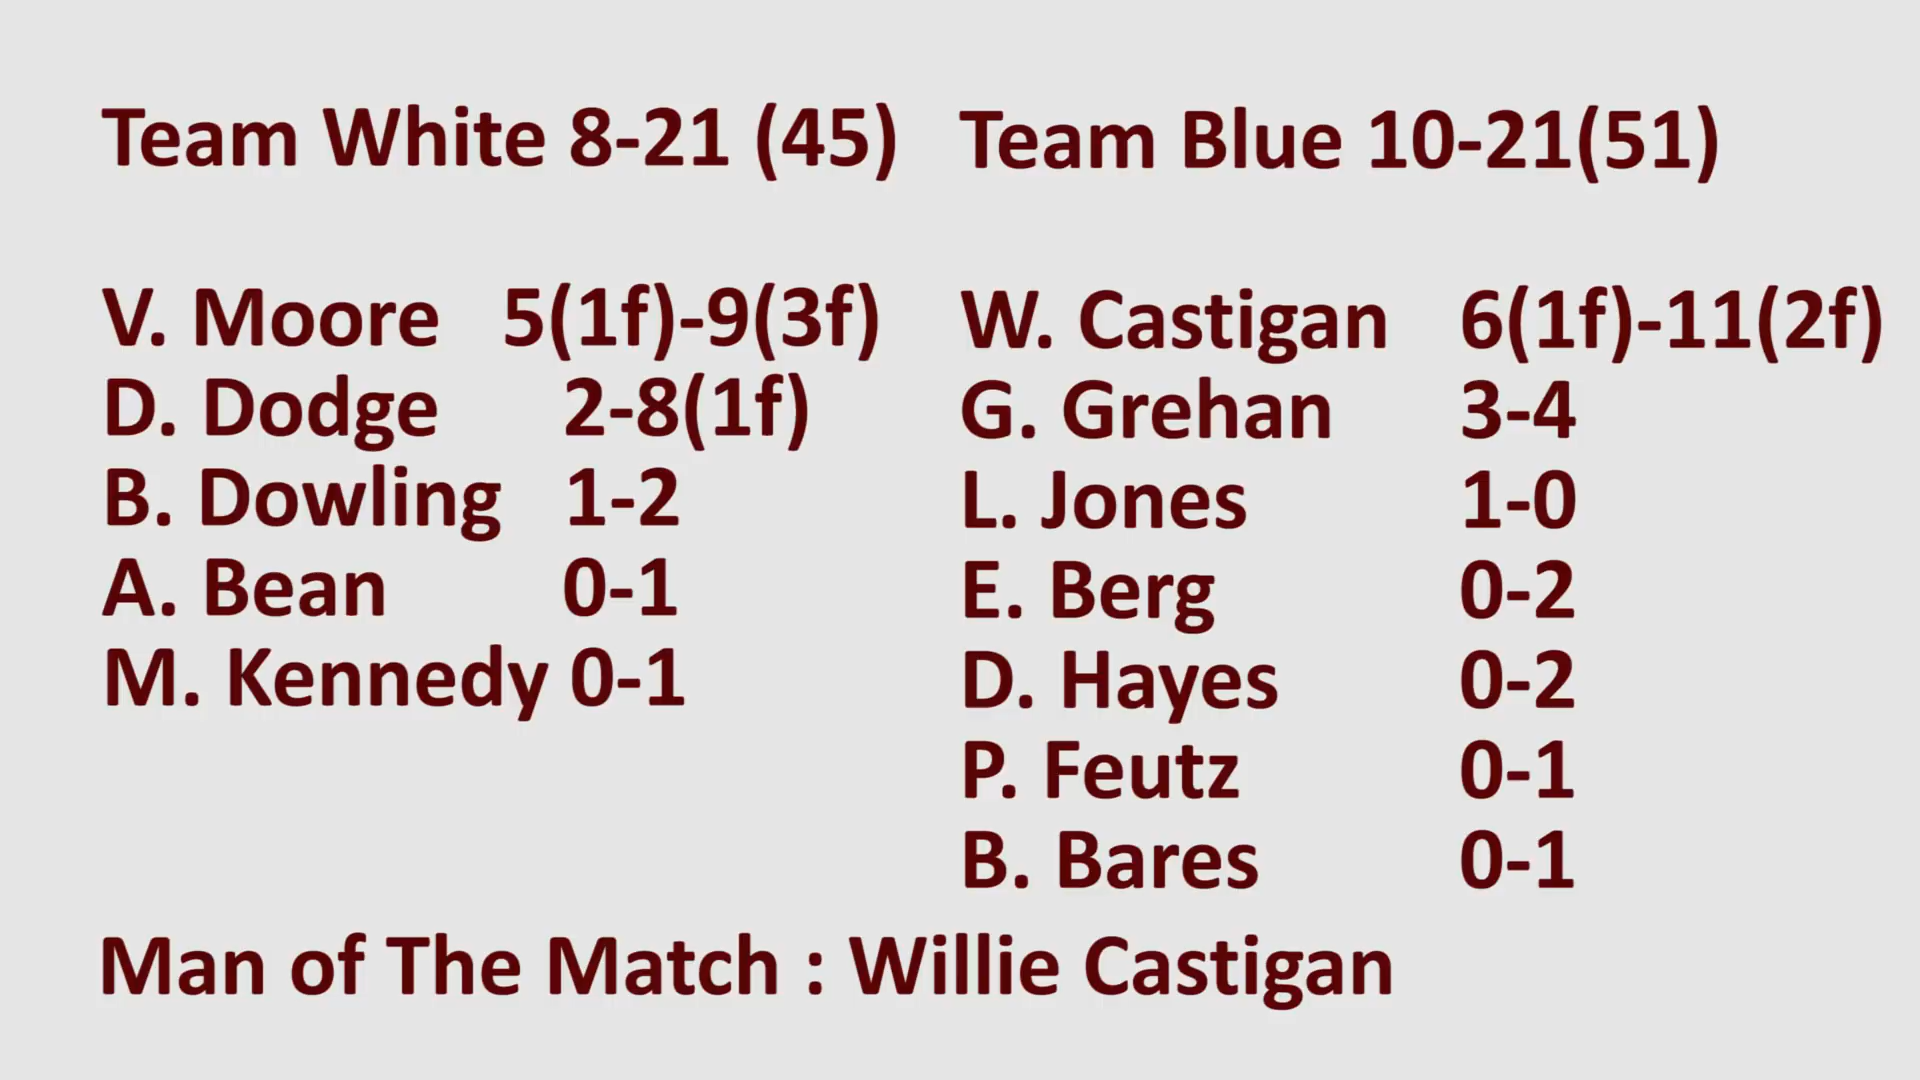 Team White 8-21 (45)
V. Moore 5(1f)-9(3f)
D. Dodge 2-8(1f)
B. Dowling 1-2
A. Bean 0-1
M. Kennedy 0-1
Team Blue 10-21(51)
W. Castigan 6(1f)-11(2f)
G. Grehan 3-4
L. Jones 1-0
E. Berg 0-2
D. Hayes 0-2
P. Feutz 0-1
B. Bares 0-1
Man of The Match : Willie Castigan